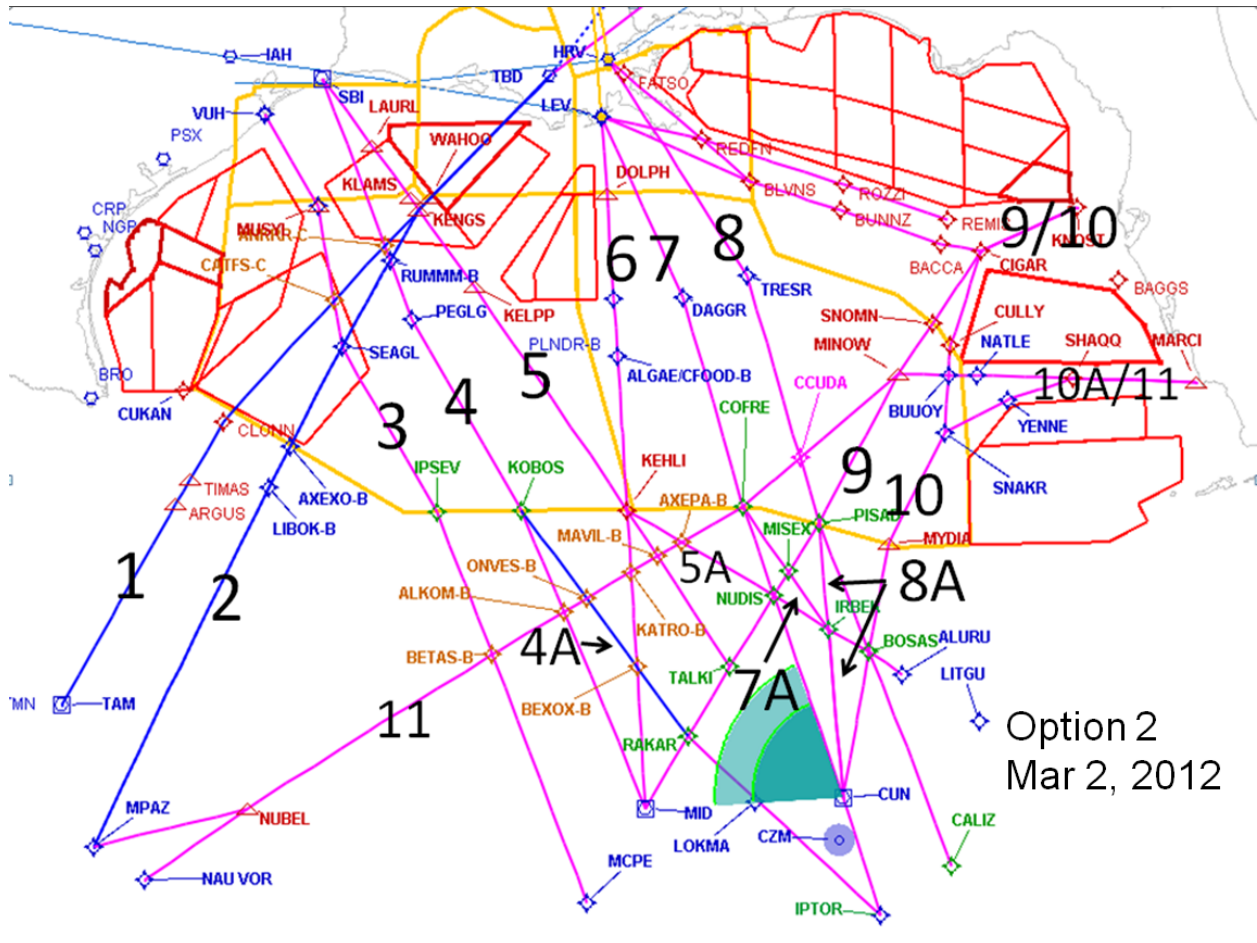 IAH
HRV
TBD
SBI
FATSO
VUH
LEV
LAURL
PSX
WAHOO
REDFN
KLAMS
DOLPH
BLVNS
ROZZI
CRP
NGP
MUSYL
KENGS
BUNNZ
REMIS
9/10
KNOST
CATFS-C
RUMMM-B
6
7
8
BACCA
CIGAR
BAGGS
KELPP
DAGGR
TRESR
PEGLG
SNOMN
CULLY
SEAGL
PLNDR-B
MINOW
NATLE
SHAQQ
MARCI
BRO
5
ALGAE/CFOOD-B
CCUDA
10A/11
CUKAN
4
BUUOY
YENNE
CLONN
3
COFRE
TIMAS
IPSEV
KOBOS
KEHLI
9
SNAKR
ARGUS
AXEXO-B
AXEPA-B
10
LIBOK-B
MISEX
PISAD
MAVIL-B
MYDIA
1
2
ONVES-B
5A
8A
ALKOM-B
NUDIS
IRBEK
KATRO-B
BETAS-B
4A
BOSAS
ALURU
TALKI
LITGU
7A
TMN
TAM
BEXOX-B
11
RAKAR
Option 2
Mar 2, 2012
MPAZ
NUBEL
MID
CUN
LOKMA
CZM
CALIZ
NAU VOR
MCPE
IPTOR